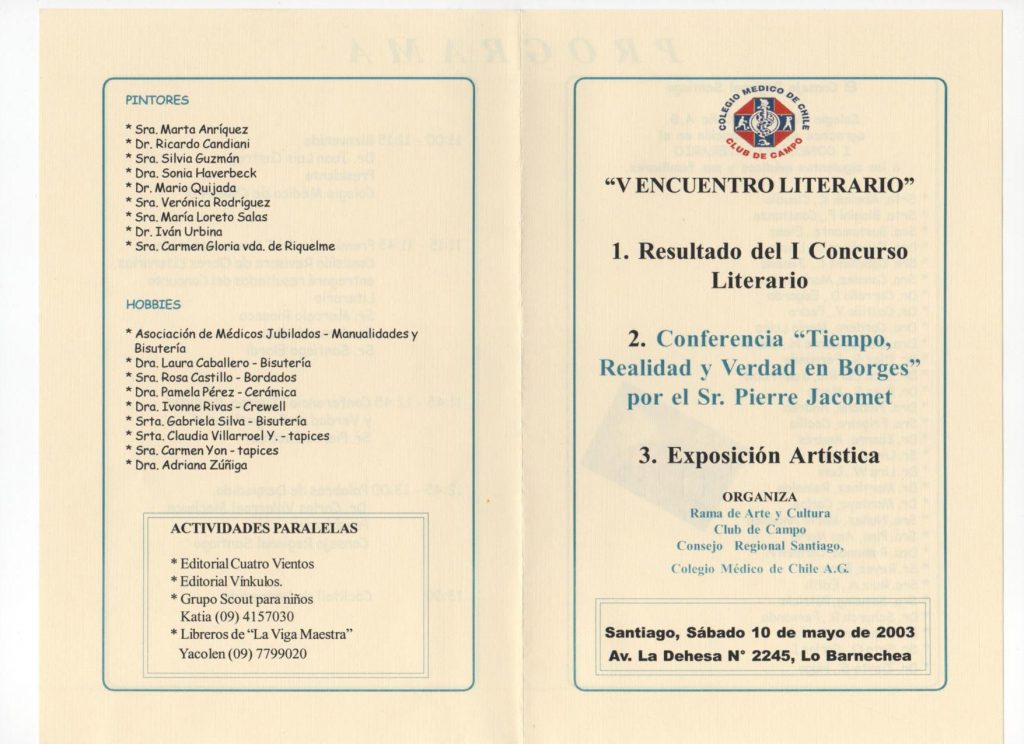 PINTORES
* Sra. Marta Anríquez
* Dr. Ricardo Candiani
* Sra. Silvia Guzmán
* Dra. Sonia Haverbeck
* Dr. Mario Quijada
* Sra. Verónica Rodríguez
* Sra. María Loreto Salas
* Dr. Iván Urbina
* Sra. Carmen Gloria vda. de Riquelme
HOBBIES
* Asociación de Médicos Jubilados - Manualidades y
Bisutería
* Dra. Laura Caballero - Bisutería
* Sra. Rosa Castillo - Bordados
* Dra. Pamela Pérez - Cerámica
* Dra. Ivonne Rivas - Crewell
* Srta. Gabriela Silva - Bisutería
* Srta. Claudia Villarroel Y. - tapices
* Sra. Carmen Yon - tapices
* Dra. Adriana Zúñiga
ACTIVIDADES PARALELAS
* Editorial Cuatro Vientos
* Editorial Vínkulos.
* Grupo Scout para niños
Katia (09) 4157030
* Libreros de “La Viga Maestra”
Yacolen (09) 7799020
COLEGIO MEDICO DE CHILE
CLUB DE CAMPO
“V ENCUENTRO LITERARIO”
1. Resultado del I Concurso
Literario
2. Conferencia “Tiempo,
Realidad y Verdad en Borges”
por el Sr. Pierre Jacomet
3. Exposición Artística
ORGANIZA
Rama de Arte y Cultura
Club de Campo
Consejo Regional Santiago,
Colegio Médico de Chile A.G.
Santiago, Sábado 10 de mayo de 2003
Av. La Dehesa N° 2245, Lo Barnechea